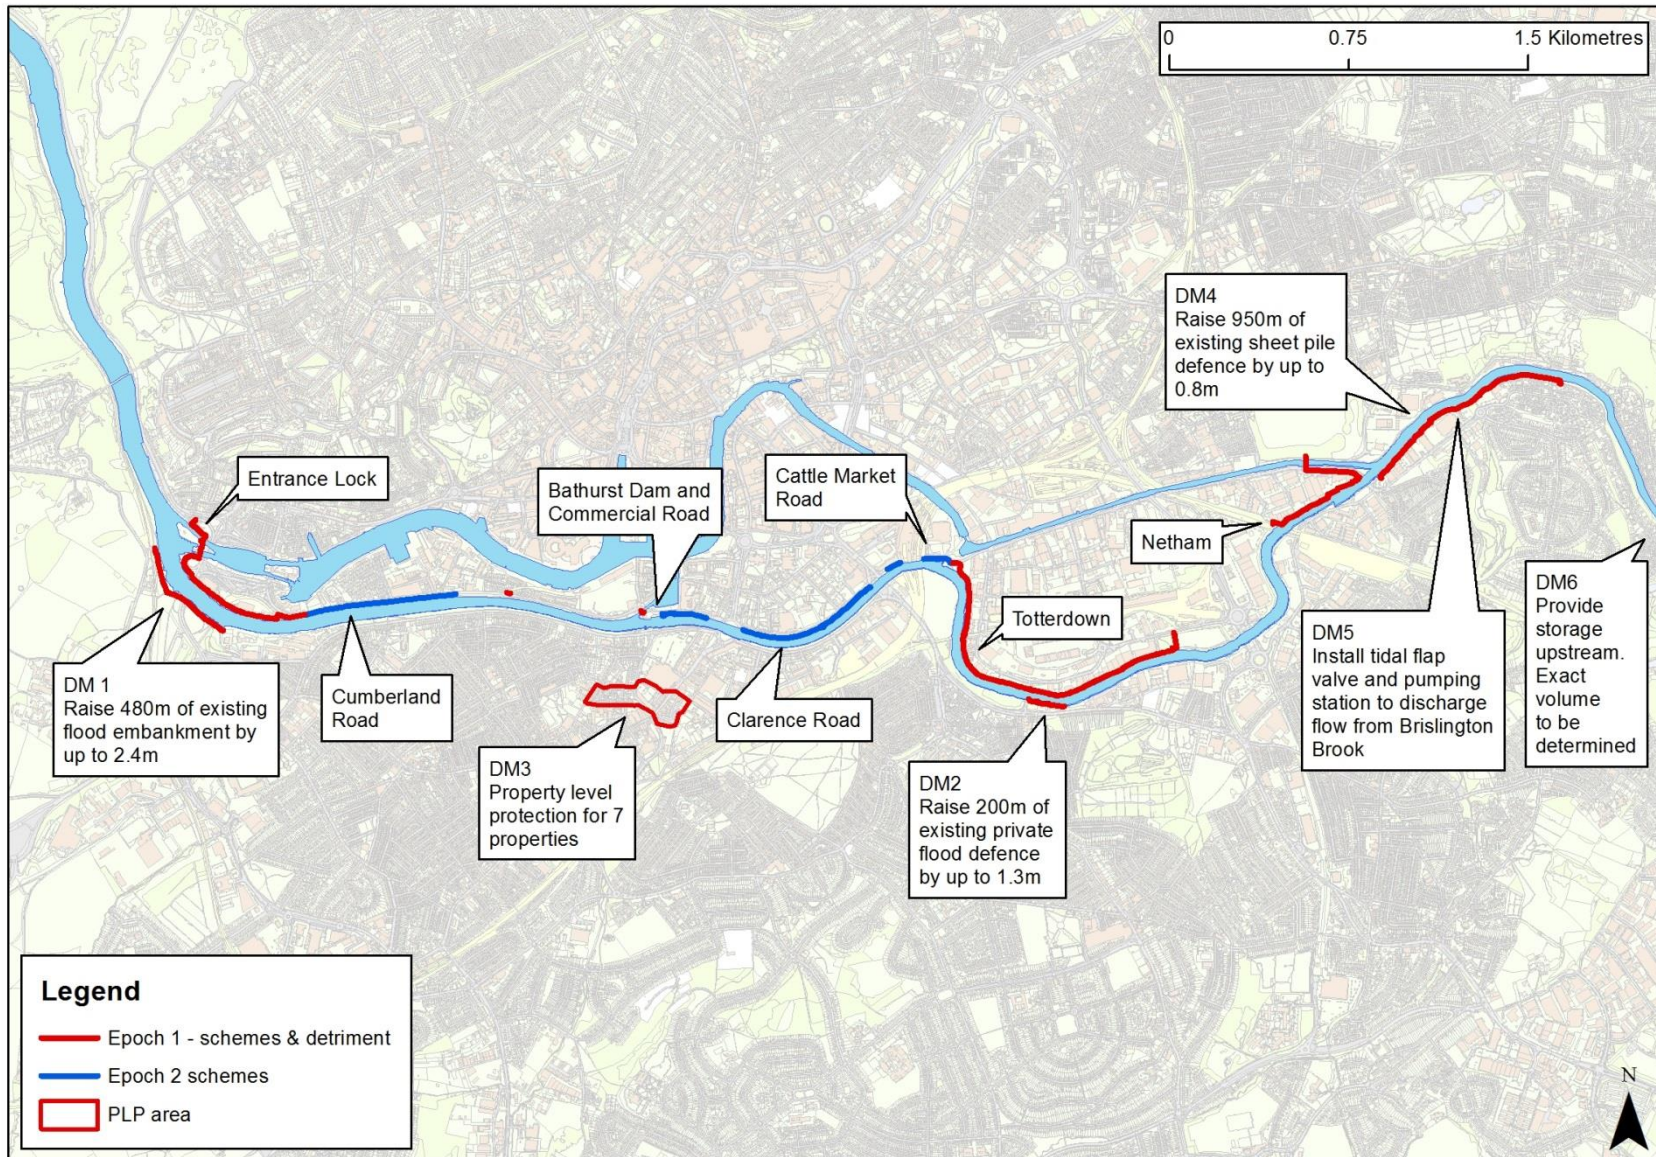 0 0.75 1.5 Kilometres
DM4
Raise 950m of
existing sheet pile
defence by up to
0.8m
Entrance Lock
Bathurst Dam and
Commercial Road
Cattle Market
Road
Netham
DM6
Provide
storage
upstream.
Exact
volume
to be
determined
Totterdown
DM5
Install tidal flap
valve and pumping
station to discharge
flow from Brislington
Brook
DM 1
Raise 480m of existing
flood embankment by
up to 2.4m
Cumberland
Road
Clarence Road
DM3
Property level
protection for 7
properties
DM2
Raise 200m of
existing private
flood defence
by up to 1.3m
Legend
Epoch 1 - schemes & detriment
Epoch 2 schemes
PLP area
N